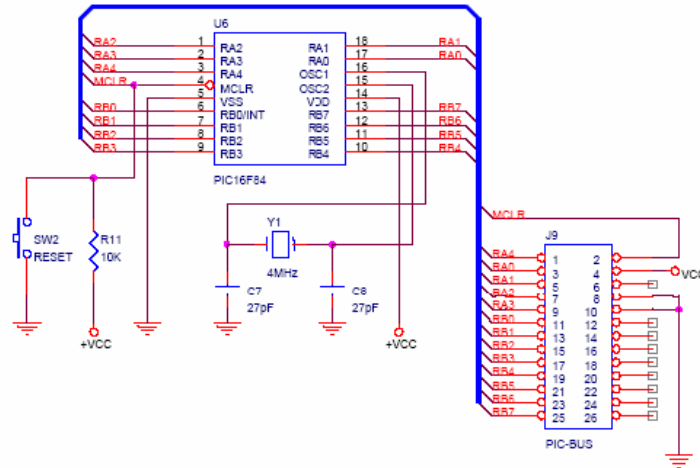 U6
RA2 1 RA2 RA1 18 RA1
RA3 2 RA3 RA0 17 RA0
RA4 3 RA4 OSC1 16
MCLR 4 MCLR OSC2 15
5 VSS VDD 14
RB0 6 RB0/INT RB7 13 RB7
RB1 7 RB1 RB6 12 RB6
RB2 8 RB2 RB5 11 RB5
RB3 9 RB3 RB4 10 RB4
PIC16F84
SW2
RESET
R11
10K
+VCC
Y1
4MHz
C7
27pF
C8
27pF
+VCC
MCLR
J9
RA4 1 2
RA0 3 4 VCC
RA1 5 6
RA2 7 8
RA3 9 10
RB0 11 12
RB1 13 14
RB2 15 16
RB3 17 18
RB4 19 20
RB5 21 22
RB6 23 24
RB7 25 26
PIC-BUS